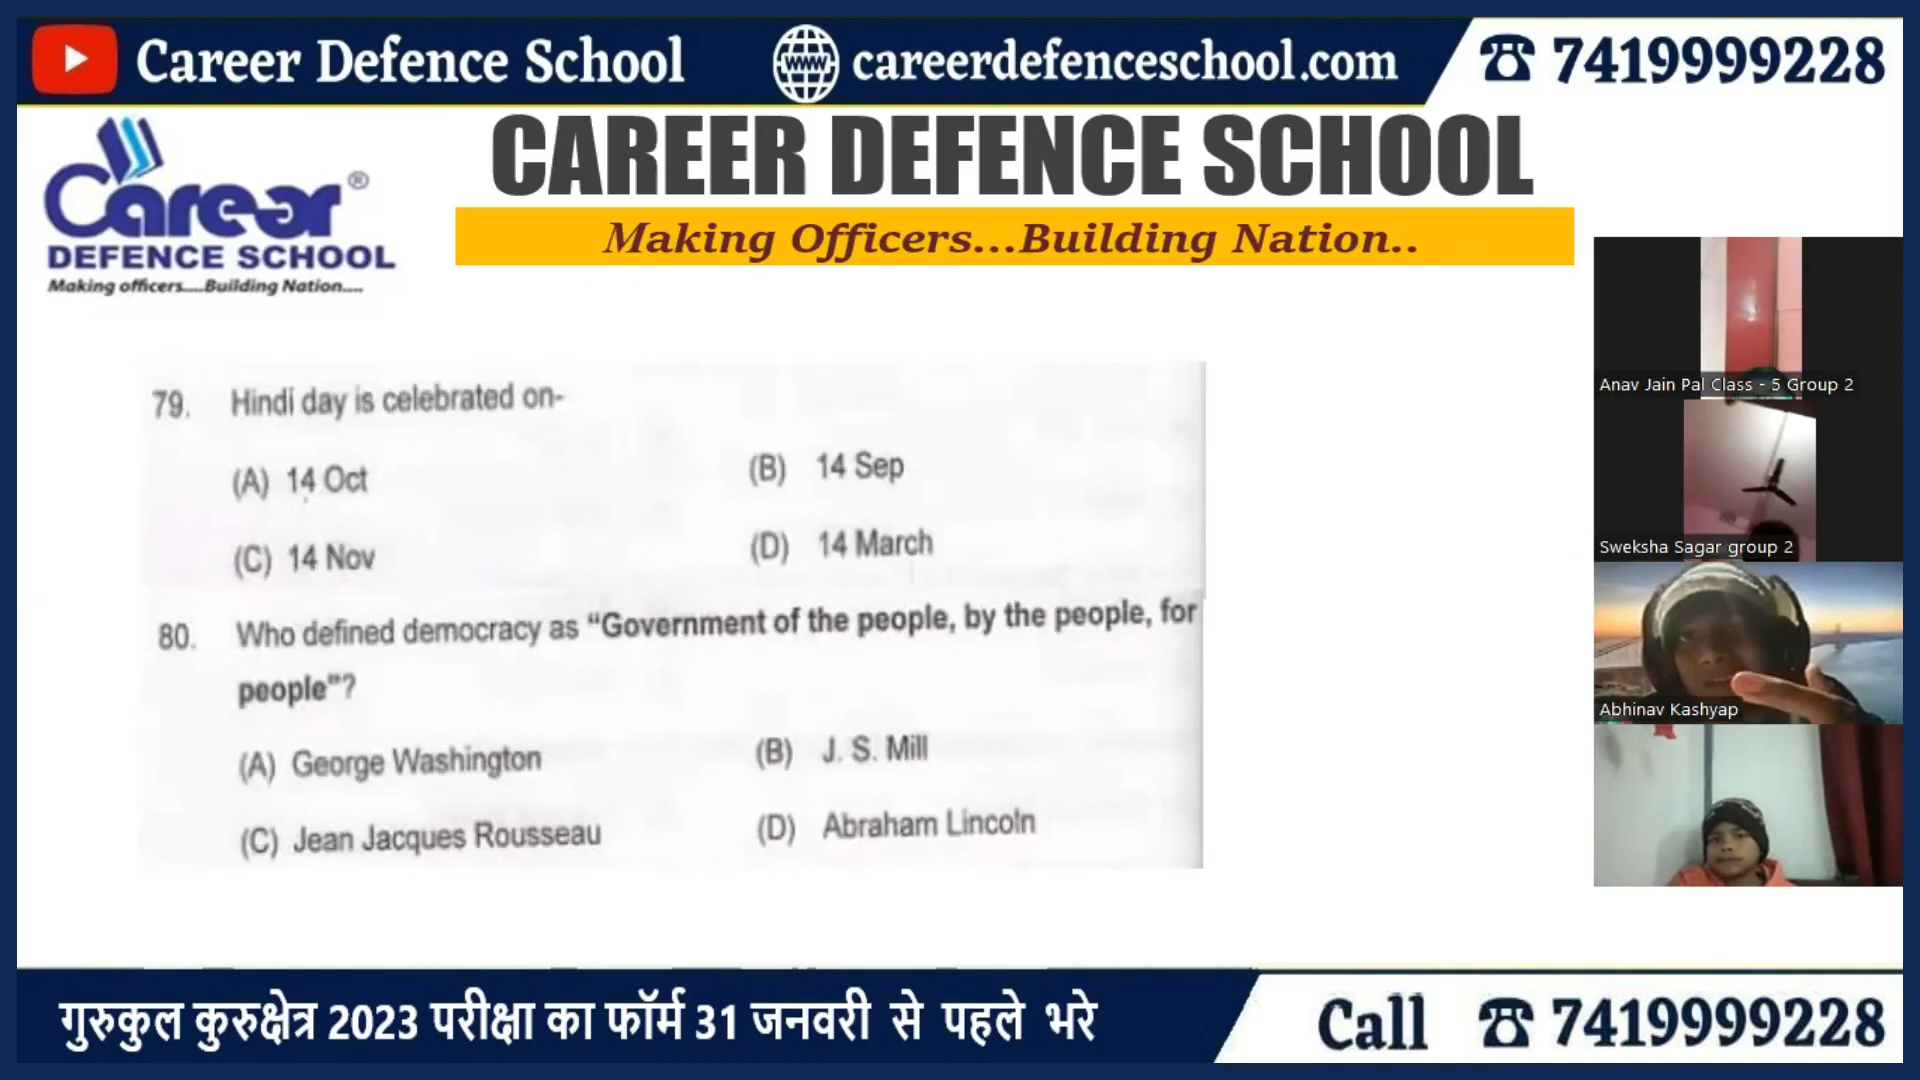 Career Defence School
www
careerdefenceschool.com
7419999228
Career ®
DEFENCE SCHOOL
Making officers....Building Nation....
CAREER DEFENCE SCHOOL
Making Officers...Building Nation..
79. Hindi day is celebrated on-
(A) 14 Oct (B) 14 Sep
(C) 14 Nov (D) 14 March
80. Who defined democracy as “Government of the people, by the people, for
people”?
(A) George Washington (B) J. S. Mill
(C) Jean Jacques Rousseau (D) Abraham Lincoln
Anav Jain Pal Class - 5 Group 2
Sweksha Sagar group 2
Abhinav Kashyap
गुरुकुल कुरुक्षेत्र 2023 परीक्षा का फॉर्म 31 जनवरी से पहले भरे
Call 7419999228